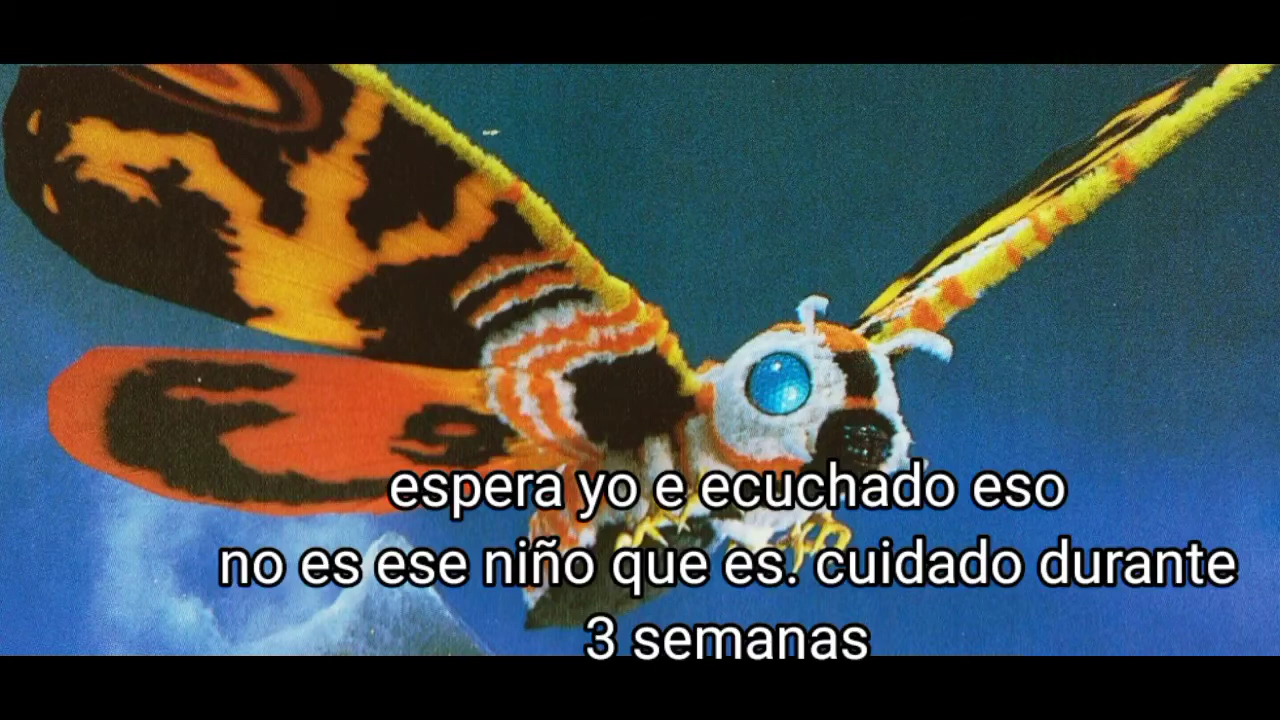 espera yo e ecuchado eso
no es ese niño que es. cuidado durante
3 semanas